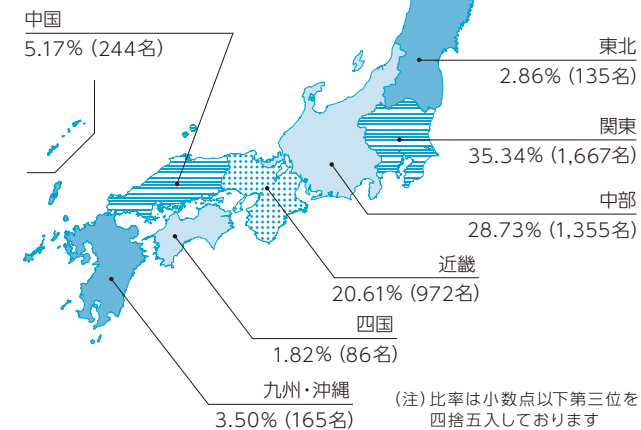 中国
5.17% (244名)
東北
2.86% (135名)
関東
35.34% (1,667名)
中部
28.73% (1,355名)
近畿
20.61% (972名)
四国
1.82% (86名)
九州・沖縄
3.50% (165名)
(注) 比率は小数点以下第三位を
四捨五入しております